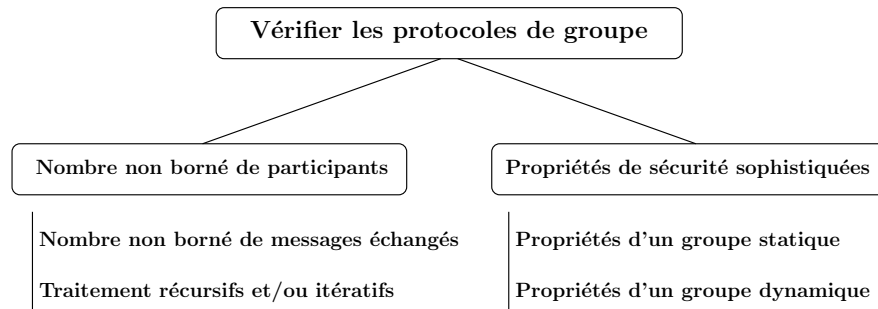 Vérifier les protocoles de groupe
Nombre non borné de participants
Propriétés de sécurité sophistiquées
Nombre non borné de messages échangés
Propriétés d'un groupe statique
Traitement récursifs et/ou itératifs
Propriétés d'un groupe dynamique